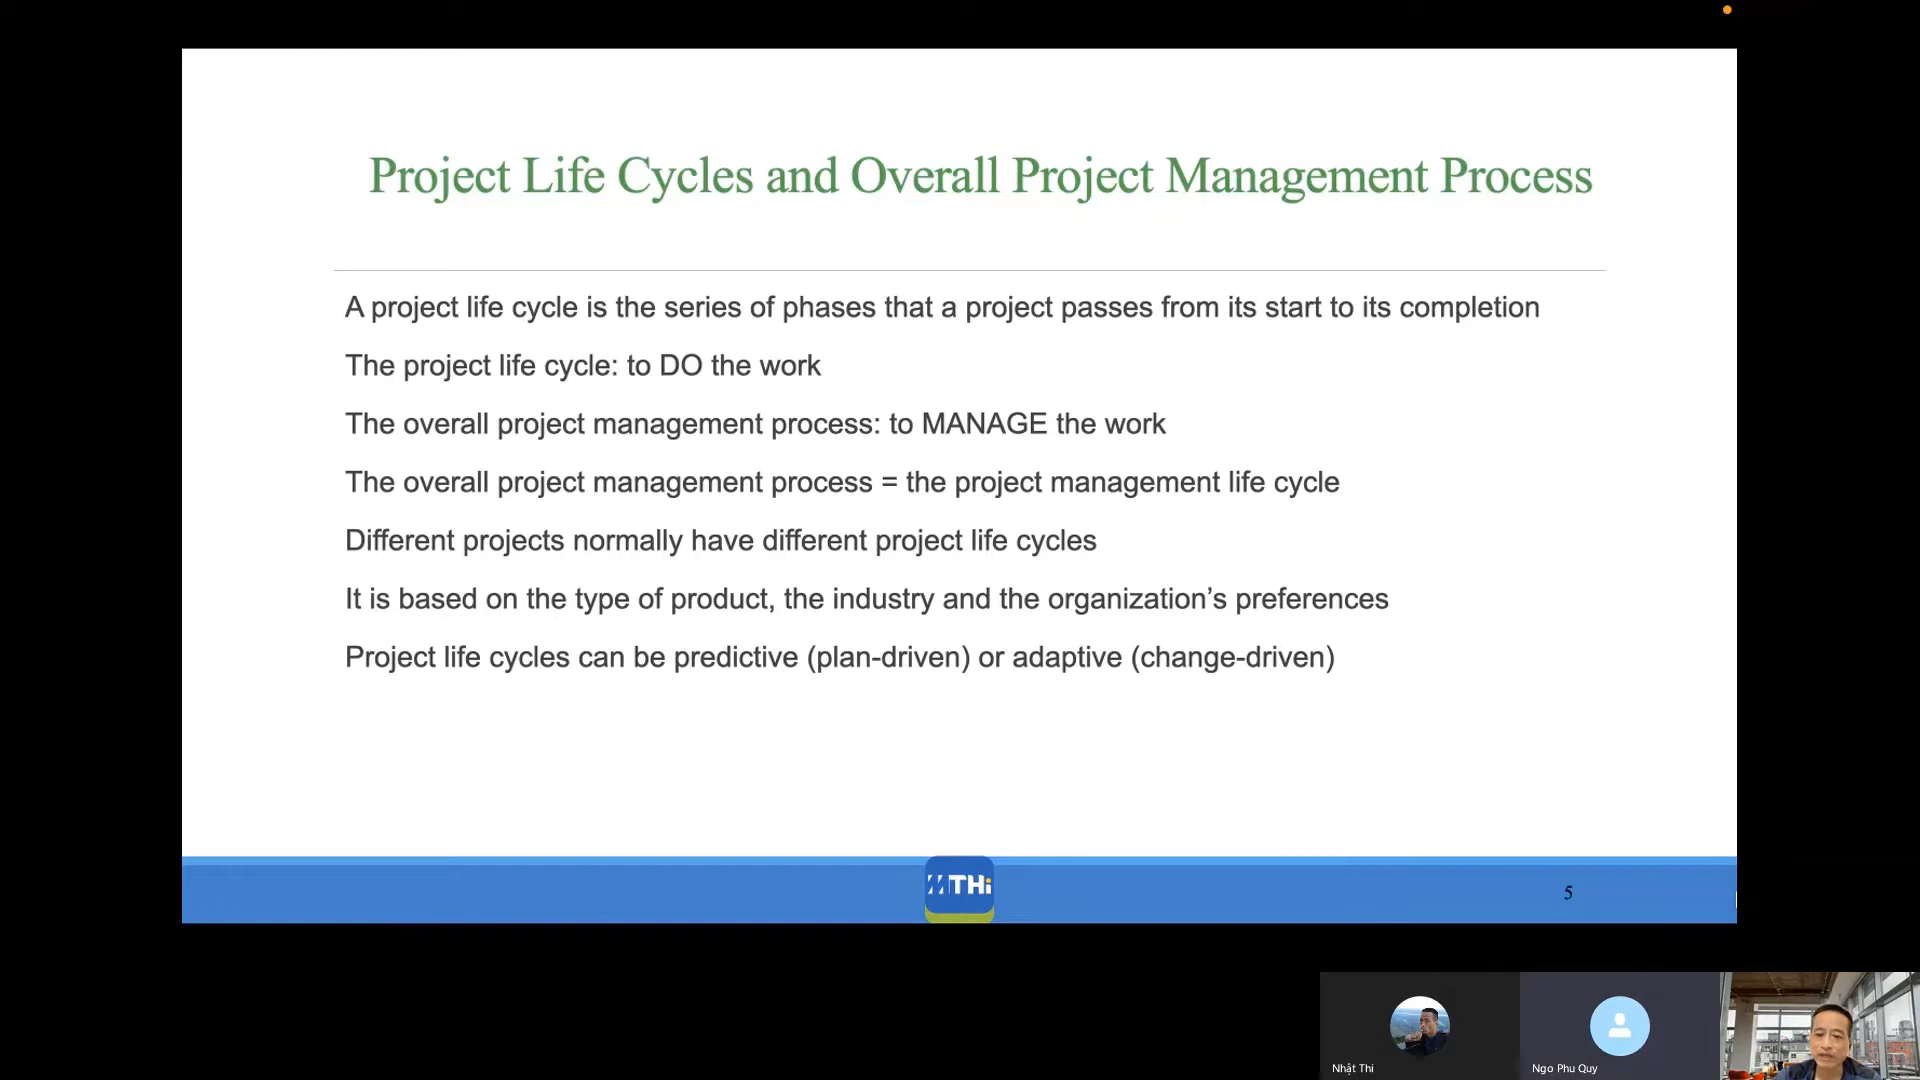 Project Life Cycles and Overall Project Management Process
A project life cycle is the series of phases that a project passes from its start to its completion
The project life cycle: to DO the work
The overall project management process: to MANAGE the work
The overall project management process = the project management life cycle
Different projects normally have different project life cycles
It is based on the type of product, the industry and the organization’s preferences
Project life cycles can be predictive (plan-driven) or adaptive (change-driven)
MTHi
5
Nhật Thi
Ngo Phu Quy